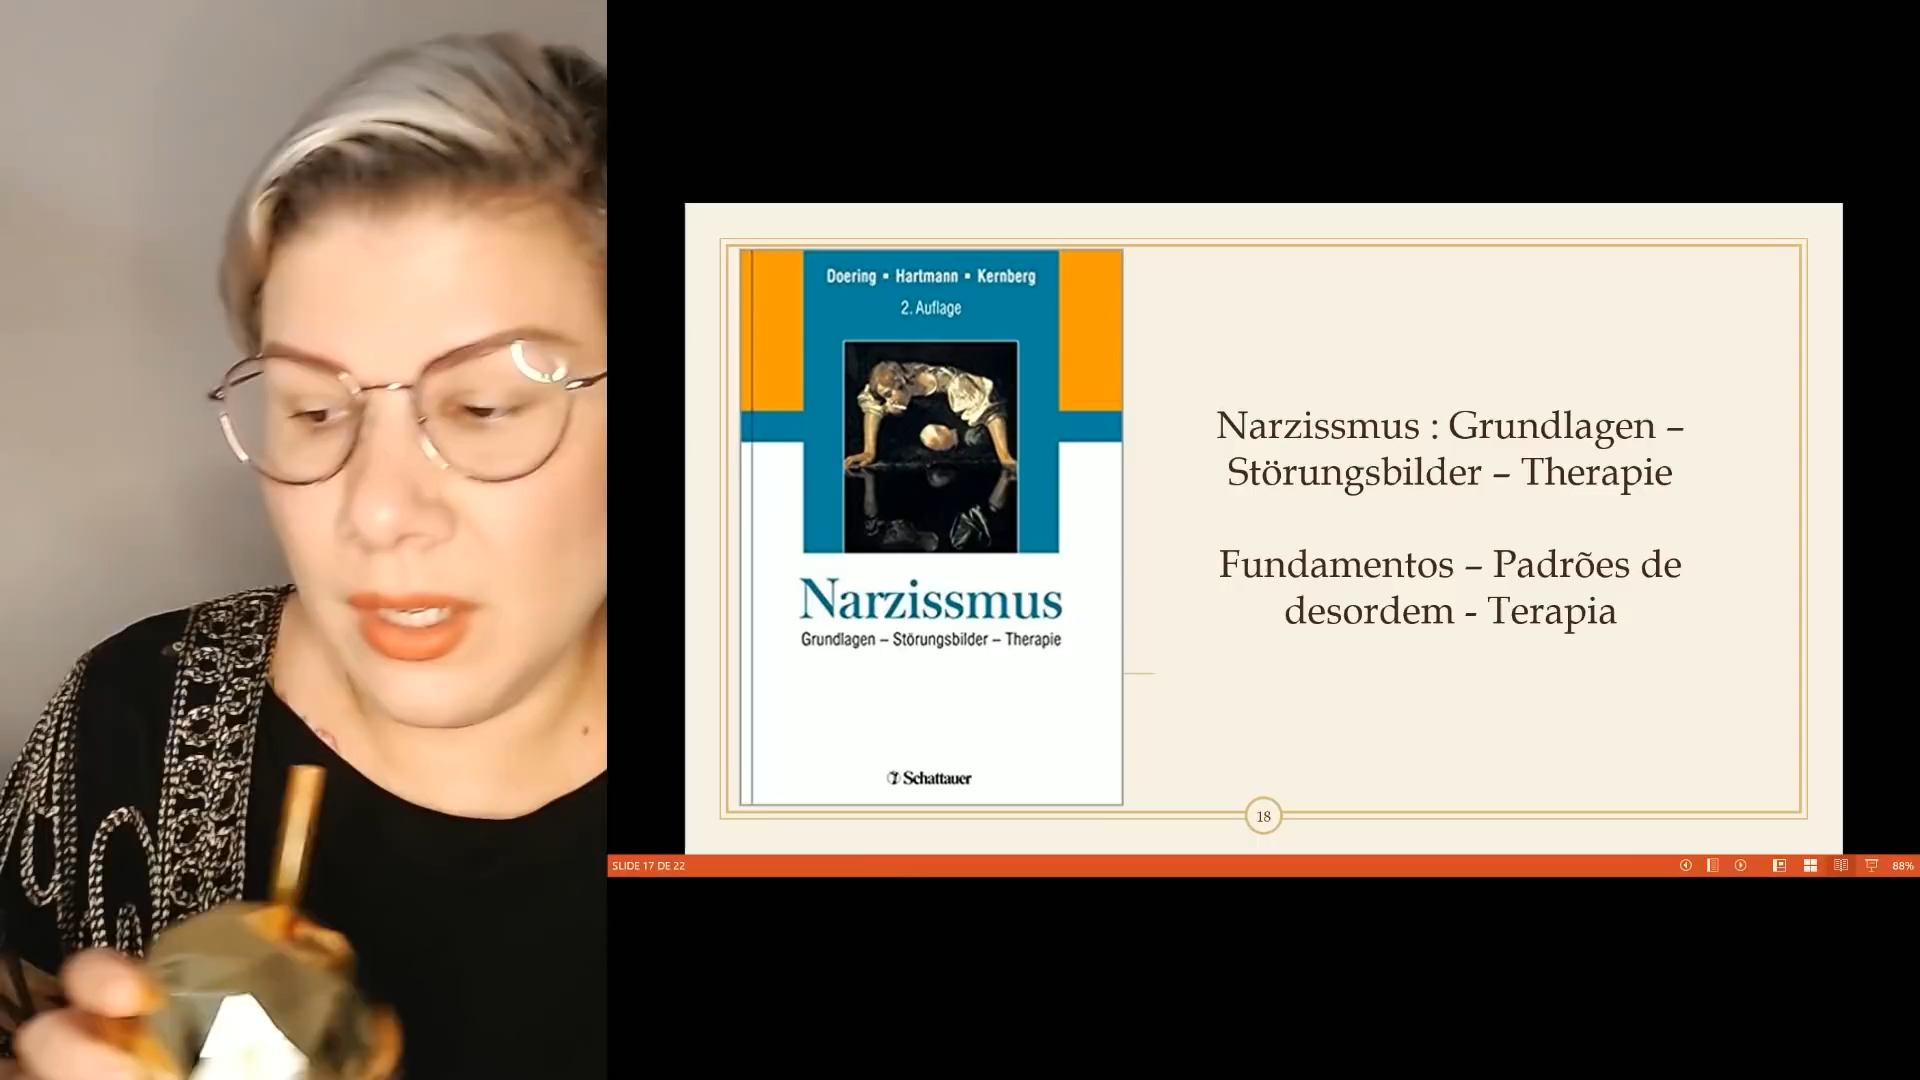 Doering ▪ Hartmann ▪ Kernberg
2. Auflage
Narzissmus
Grundlagen – Störungsbilder – Therapie
Schattauer
Narzissmus : Grundlagen –
Störungsbilder – Therapie
Fundamentos – Padrões de
desordem - Terapia
18
SLIDE 17 DE 22
88%